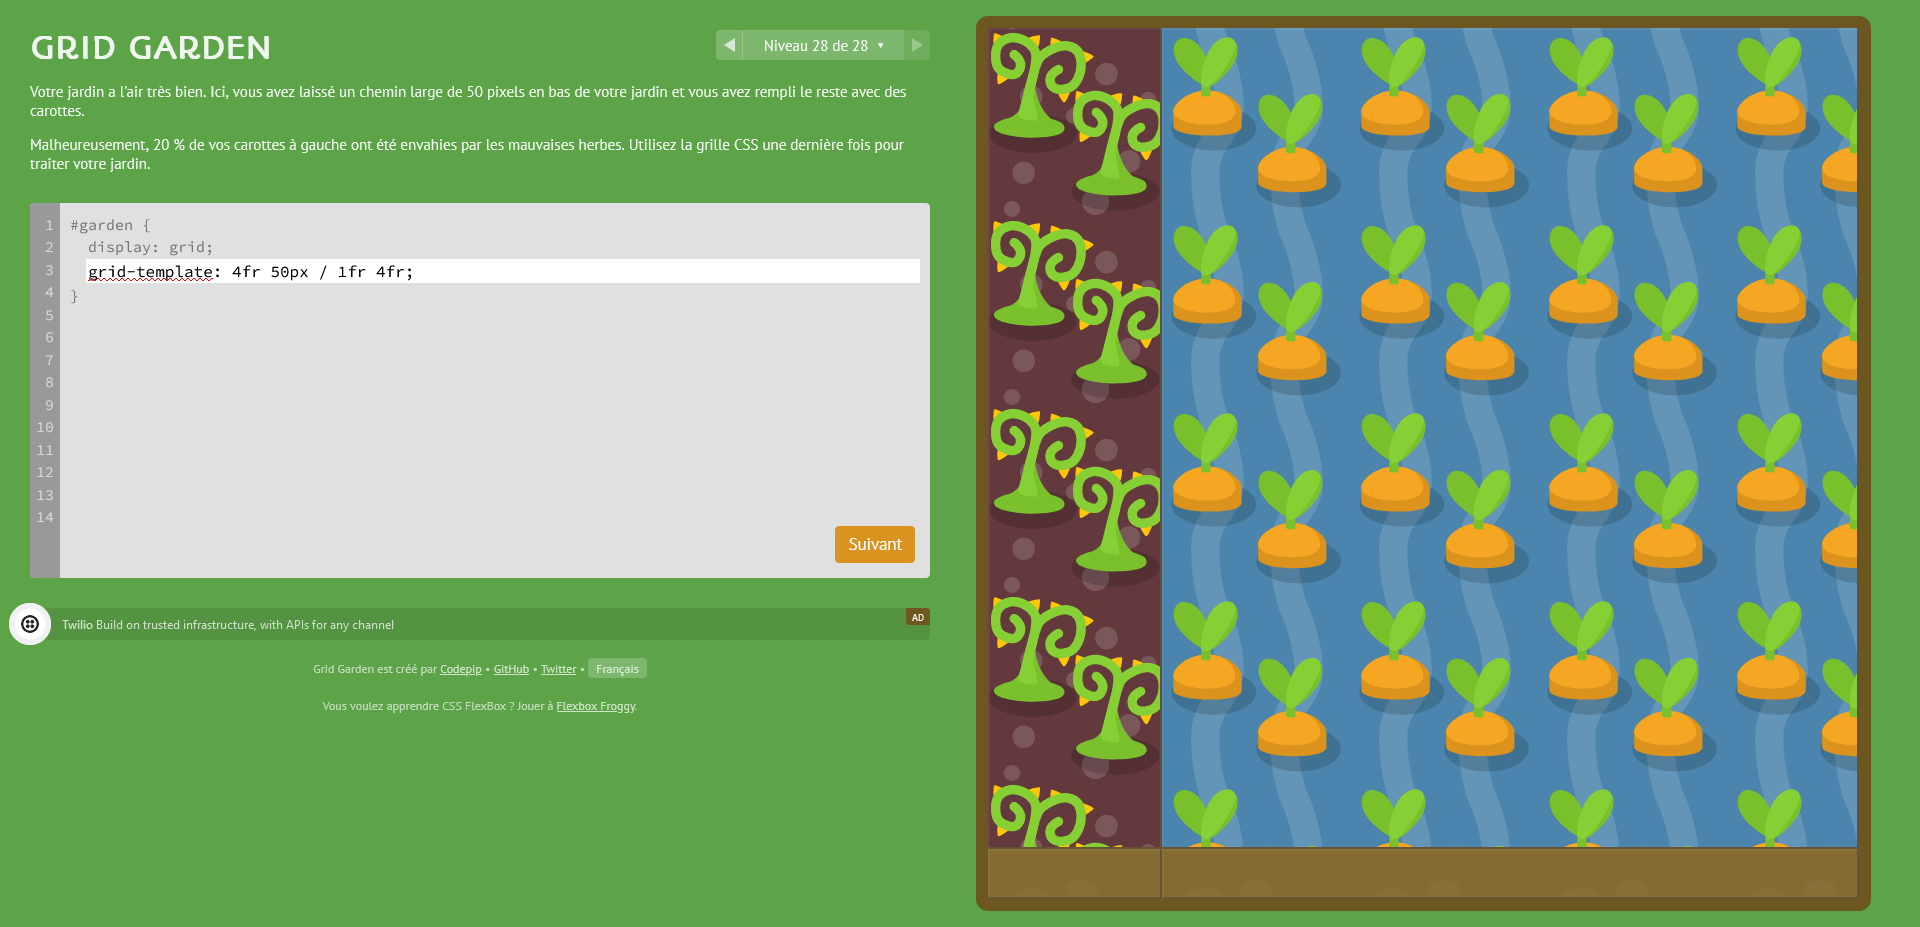 GRID GARDEN
Niveau 28 de 28 ▼
Votre jardin a l'air très bien. Ici, vous avez laissé un chemin large de 50 pixels en bas de votre jardin et vous avez rempli le reste avec des
carottes.
Malheureusement, 20 % de vos carottes à gauche ont été envahies par les mauvaises herbes. Utilisez la grille CSS une dernière fois pour
traiter votre jardin.
1 #garden {
2 display: grid;
3 grid-template: 4fr 50px / 1fr 4fr;
4 }
5
6
7
8
9
10
11
12
13
14
Suivant
Twilio Build on trusted infrastructure, with APIs for any channel
AD
Grid Garden est créé par Codepip • GitHub • Twitter • Français
Vous voulez apprendre CSS FlexBox ? Jouer à Flexbox Froggy.